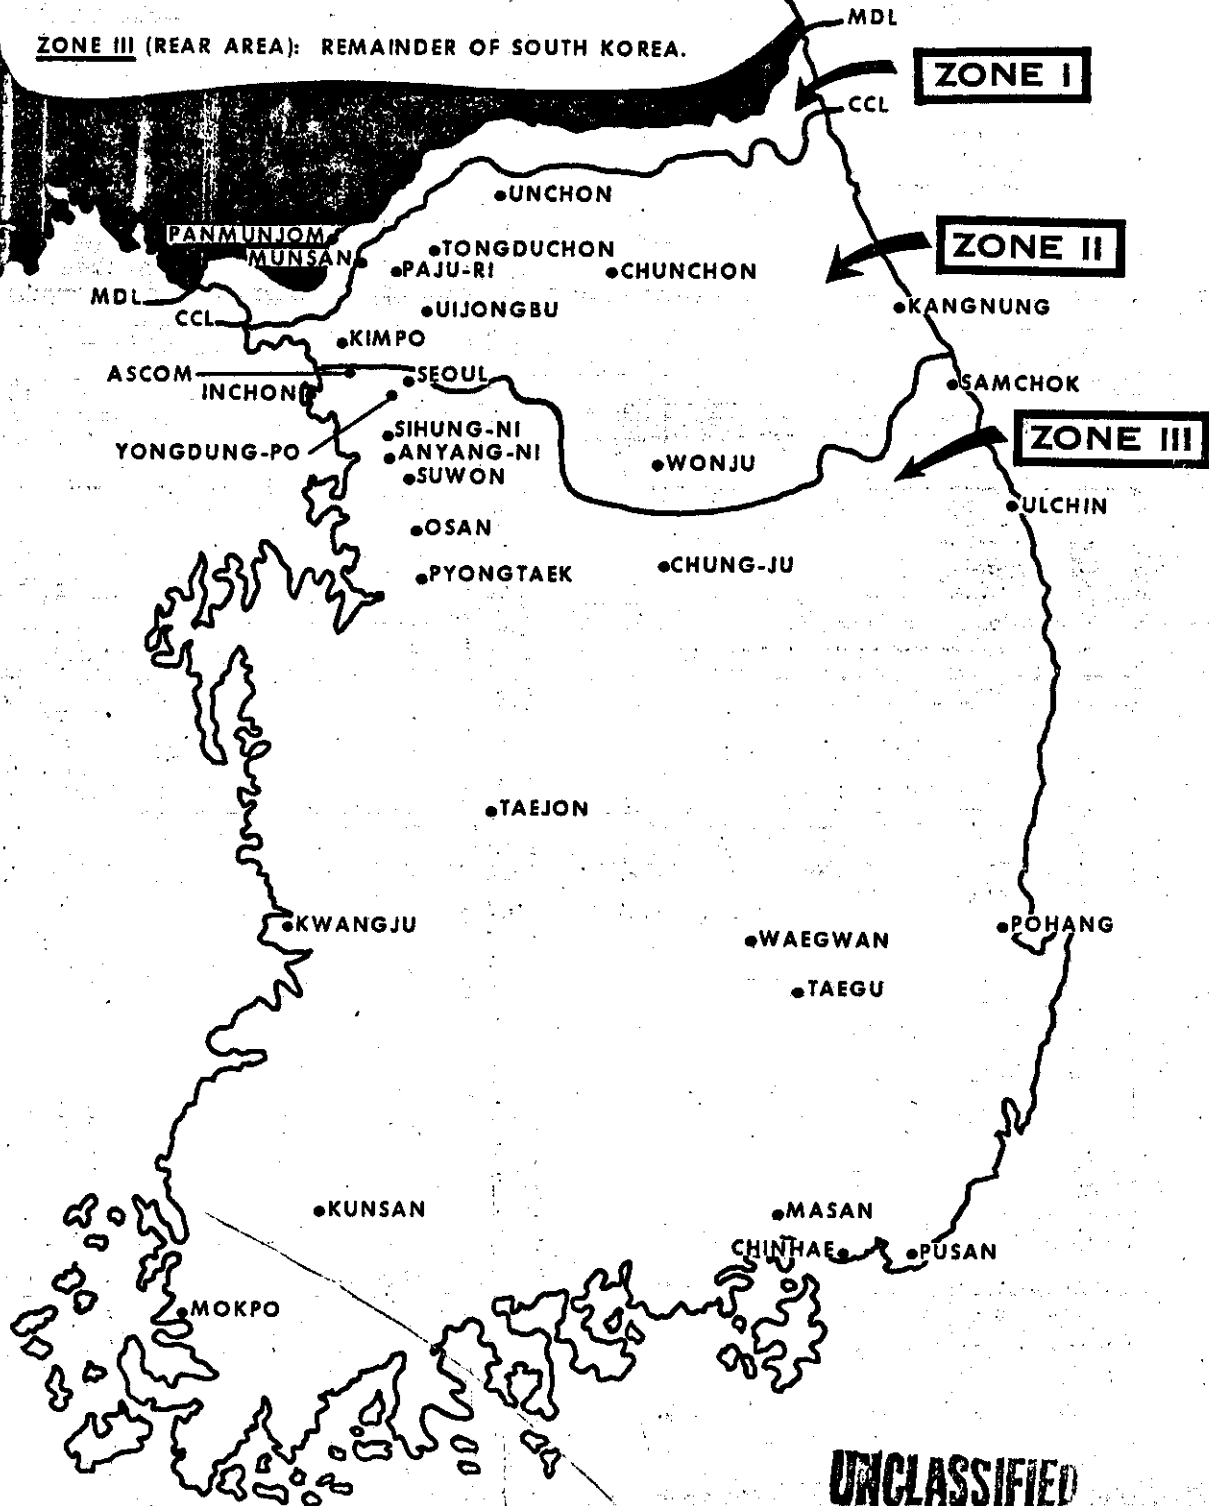 MDL
ZONE III (REAR AREA): REMAINDER OF SOUTH KOREA.
ZONE I
CCL
UNCHON
PANMUNJOM
TONGDUCHON
ZONE II
MUNSAN
PAJU-RI
CHUNCHON
MDL
CCL
UIJONGBU
KANGNUNG
KIMPO
ASCOM
SEOUL
INCHON
SAMCHOK
SIHUNG-NI
ZONE III
YONGDUNG-PO
ANYANG-NI
WONJU
SUWON
ULCHIN
OSAN
CHUNG-JU
PYONGTAEK
TAEJON
KWANGJU
POHANG
WAEGWAN
TAEGU
KUNSAN
MASAN
CHINHAE
PUSAN
MOKPO
UNCLASSIFIED